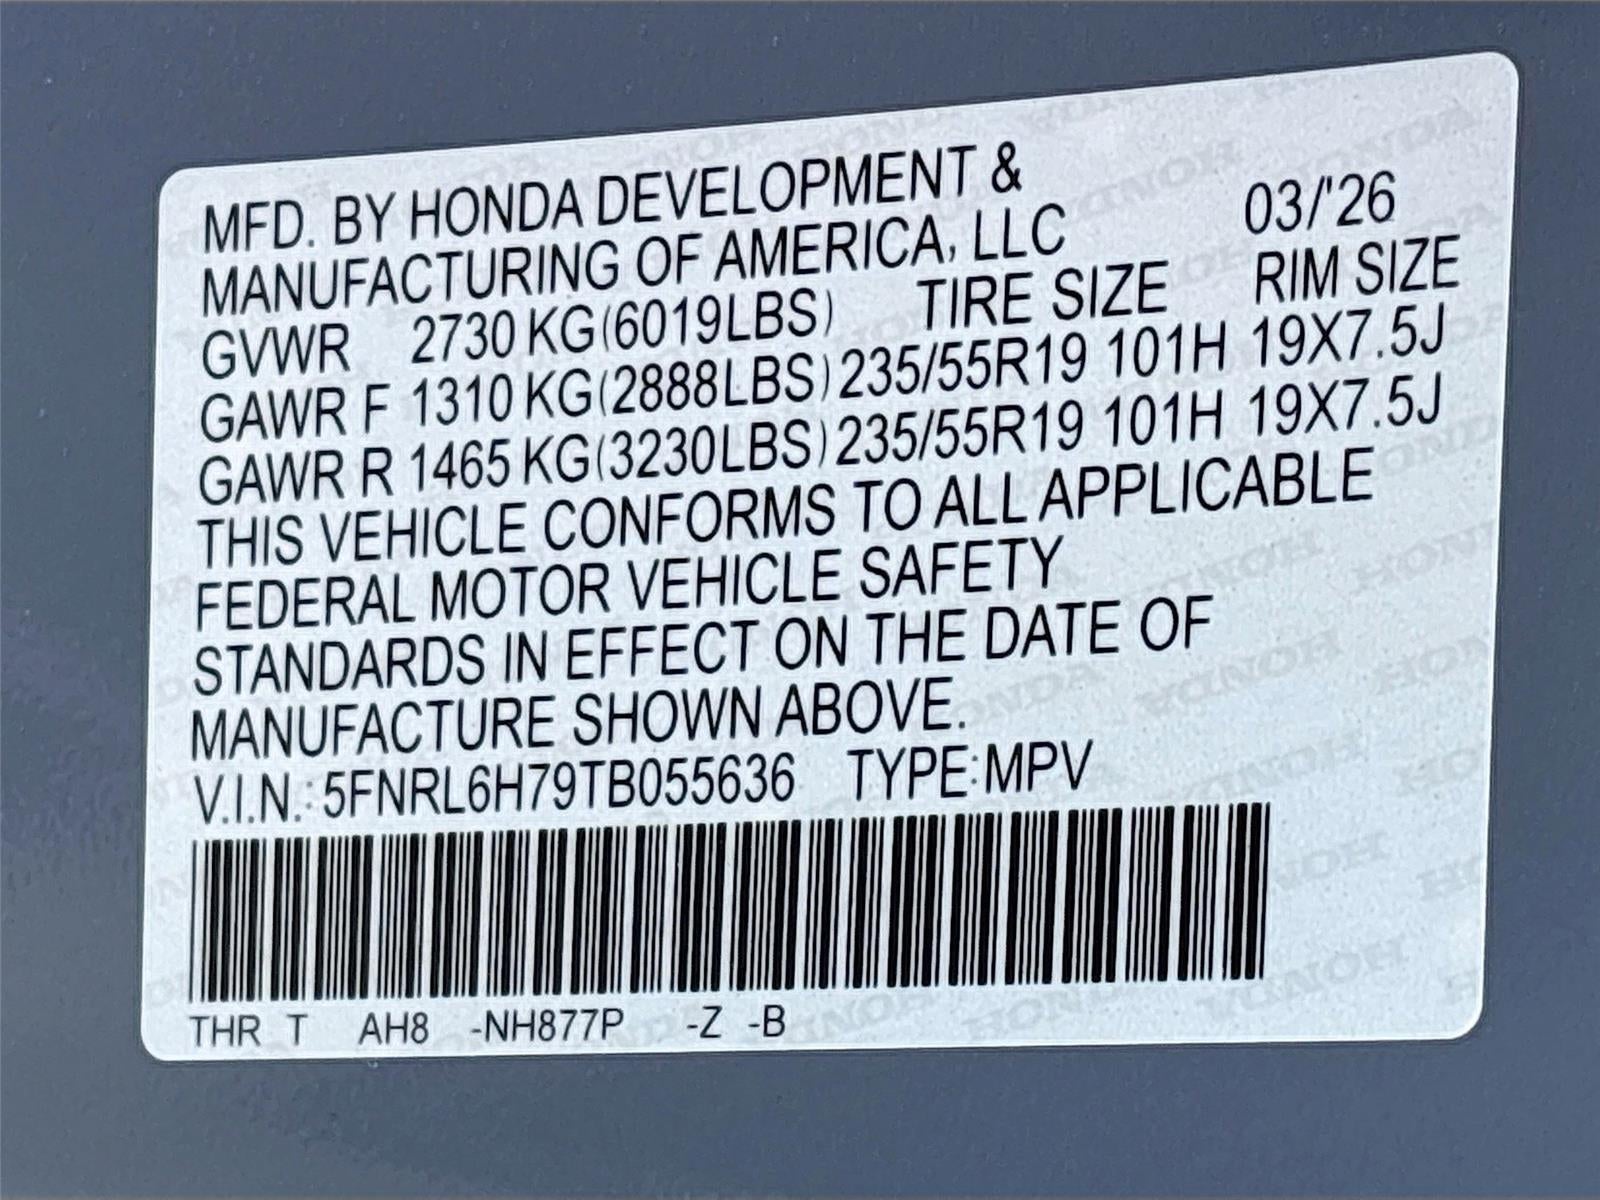 MFD. BY HONDA DEVELOPMENT &
MANUFACTURING OF AMERICA, LLC 03/'26
GVWR 2730 KG(6019LBS) TIRE SIZE RIM SIZE
GAWR F 1310 KG(2888LBS) 235/55R19 101H 19X7.5J
GAWR R 1465 KG(3230LBS) 235/55R19 101H 19X7.5J
THIS VEHICLE CONFORMS TO ALL APPLICABLE
FEDERAL MOTOR VEHICLE SAFETY
STANDARDS IN EFFECT ON THE DATE OF
MANUFACTURE SHOWN ABOVE.
V.I.N.: 5FNRL6H79TB055636 TYPE:MPV
THR T AH8 -NH877P -Z -B